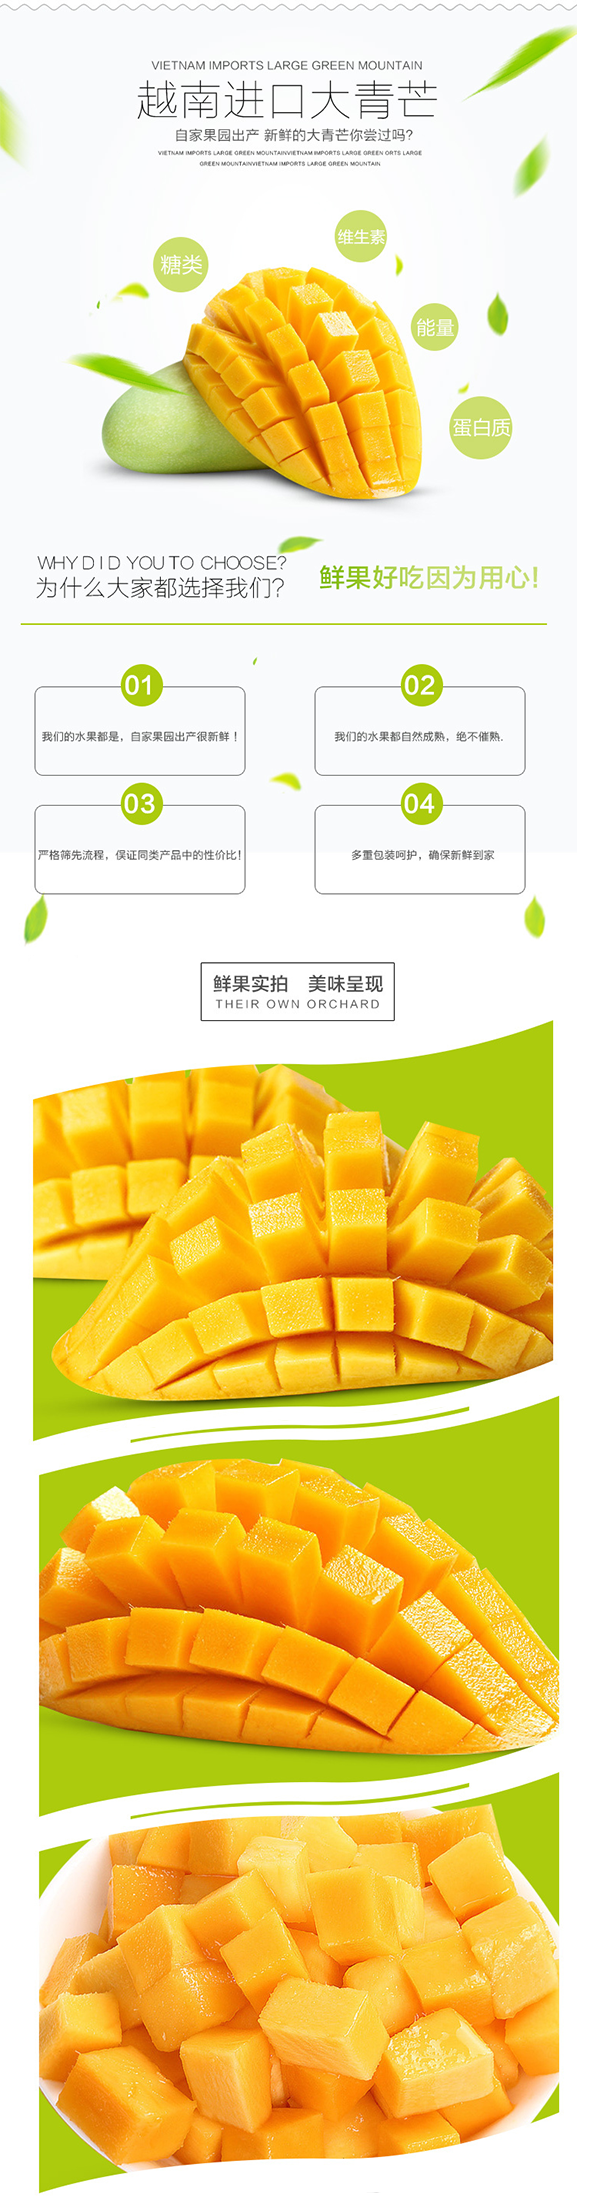 VIETNAM IMPORTS LARGE GREEN MOUNTAIN
越南进口大青芒
自家果园出产 新鲜的大青芒你尝过吗?
VIETNAM IMPORTS LARGE GREEN MOUNTAINVIETNAM IMPORTS LARGE GREEN ORTS LARGE
GREEN MOUNTAINVIETNAM IMPORTS LARGE GREEN MOUNTAIN
维生素
糖类
能量
蛋白质
WHY DID YOU TO CHOOSE?
为什么大家都选择我们?
鲜果好吃因为用心!
01
我们的水果都是，自家果园出产很新鲜！
02
我们的水果都自然成熟，绝不催熟.
03
严格筛先流程，保证同类产品中的性价比!
04
多重包装呵护，确保新鲜到家
鲜果实拍 美味呈现
THEIR OWN ORCHARD